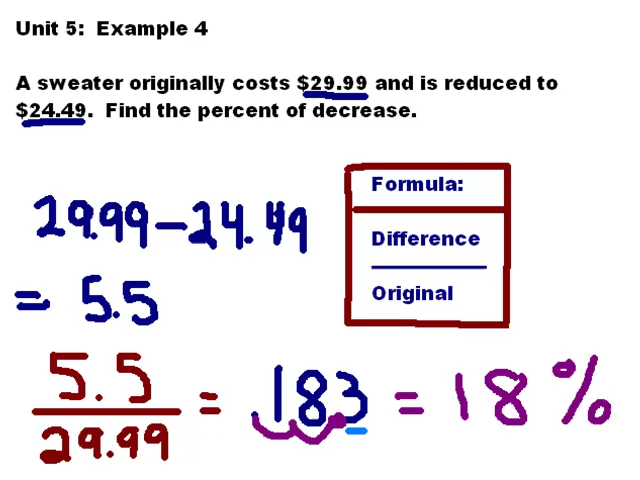 Unit 5: Example 4
A sweater originally costs $29.99 and is reduced to
$24.49. Find the percent of decrease.
Formula:
Difference
Original
29.99 - 24.49
= 5.5
5.5
29.99
= .183 = 18%